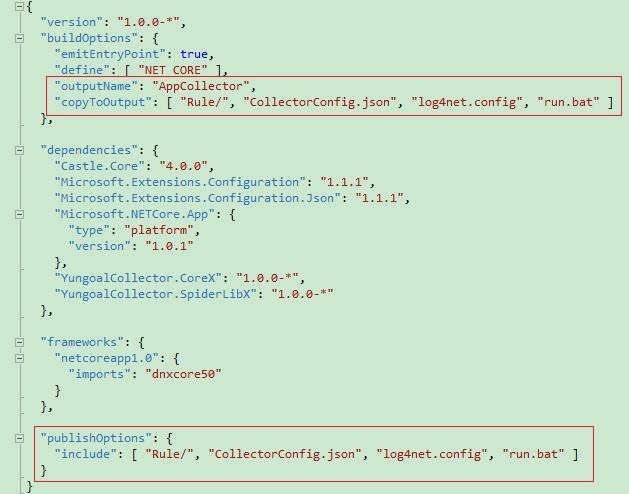 {
"version": "1.0.0-*",
"buildOptions": {
"emitEntryPoint": true,
"define": [ "NET_CORE" ],
"outputName": "AppCollector",
"copyToOutput": [ "Rule/", "CollectorConfig.json", "log4net.config", "run.bat" ]
},
"dependencies": {
"Castle.Core": "4.0.0",
"Microsoft.Extensions.Configuration": "1.1.1",
"Microsoft.Extensions.Configuration.Json": "1.1.1",
"Microsoft.NETCore.App": {
"type": "platform",
"version": "1.0.1"
},
"YungoalCollector.CoreX": "1.0.0-*",
"YungoalCollector.SpiderLibX": "1.0.0-*"
},
"frameworks": {
"netcoreapp1.0": {
"imports": "dnxcore50"
}
},
"publishOptions": {
"include": [ "Rule/", "CollectorConfig.json", "log4net.config", "run.bat" ]
}
}